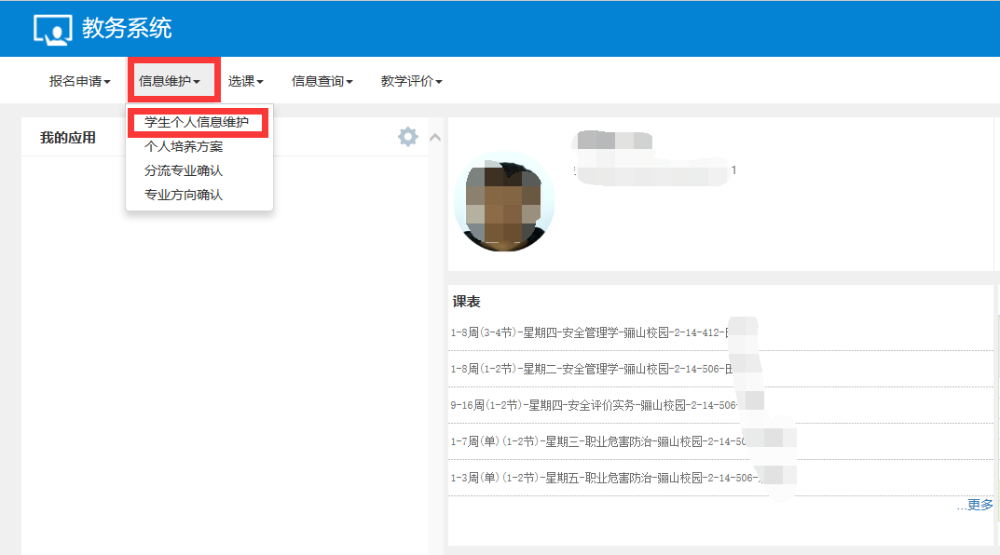 教务系统
报名申请 信息维护 选课 信息查询 教学评价
学生个人信息维护
个人培养方案
分流专业确认
专业方向确认
我的应用
1
课表
1-8周(3-4节)-星期四-安全管理学-骊山校园-2-14-412-
1-8周(1-2节)-星期二-安全管理学-骊山校园-2-14-506-
9-16周(1-2节)-星期四-安全评价实务-骊山校园-2-14-506-
1-7周(单)(1-2节)-星期三-职业危害防治-骊山校园-2-14-50
1-3周(单)(1-2节)-星期五-职业危害防治-骊山校园-2-14-506-
...更多